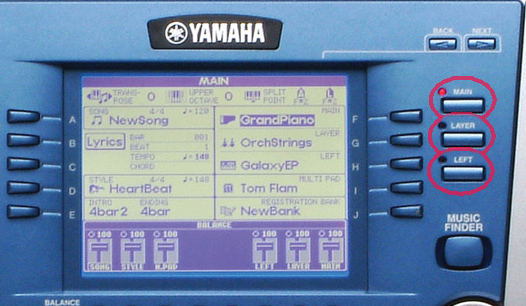 YAMAHA
BACK NEXT
MAIN
TRANS-POSE 0 UPPER OCTAVE 0 SPLIT POINT
SONG 4/4 ♩=120 MAIN
NewSong GrandPiano
A F
LAYER
Lyrics BAR 001 OrchStrings
BEAT 1
B G
TEMPO ♩=140 LEFT
CHORD GalaxyEP
C H
STYLE 4/4 ♩=140 MULTI PAD
HeartBeat Tom Flam
D I
INTRO ENDING REGISTRATION BANK
4bar2 4bar NewBank
E J
BALANCE
100 100 100 100 100 100
SONG STYLE M.PAD LEFT LAYER MAIN
MAIN
LAYER
LEFT
MUSIC
FINDER
BALANCE